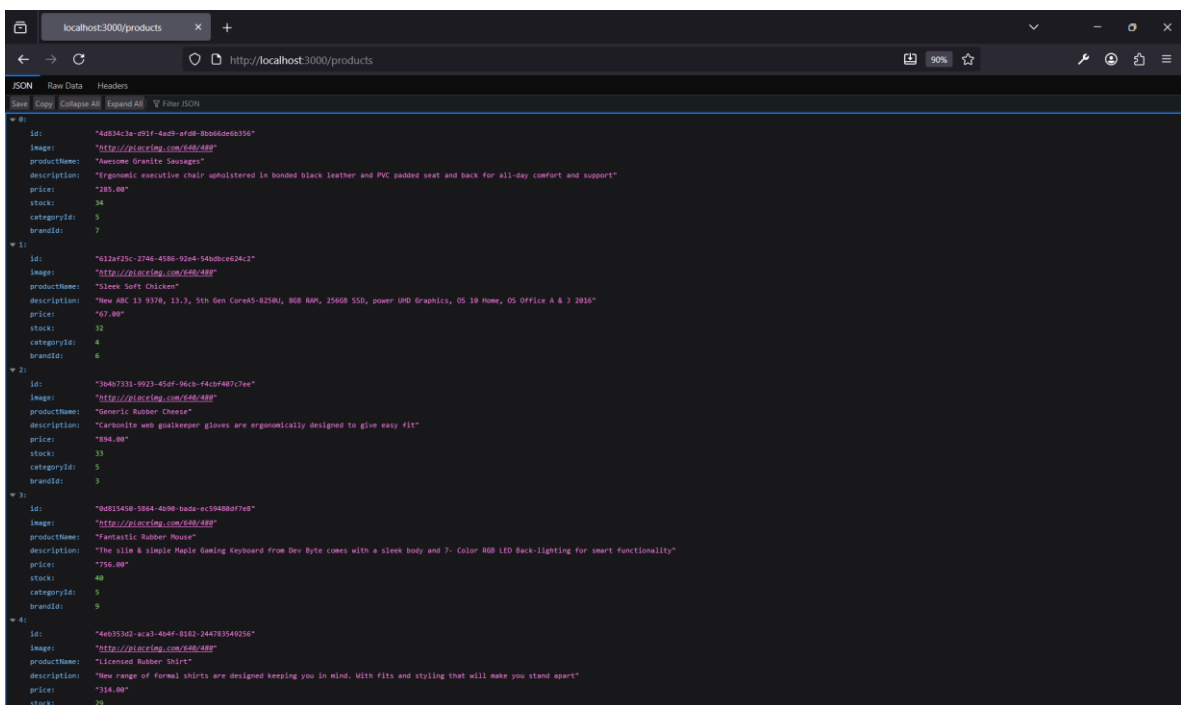 localhost:3000/products
http://localhost:3000/products
90%
JSON Raw Data Headers
Save Copy Collapse All Expand All Filter JSON
0:
id: "4d834c3a-d91f-4ad9-afd0-8bb66de6b356"
image: "http://placeimg.com/640/480"
productName: "Awesome Granite Sausages"
description: "Ergonomic executive chair upholstered in bonded black leather and PVC padded seat and back for all-day comfort and support"
price: "285.00"
stock: 34
categoryId: 5
brandId: 7
1:
id: "612af25c-2746-4586-92e4-54bdbce624c2"
image: "http://placeimg.com/640/480"
productName: "Sleek Soft Chicken"
description: "New ABC 13 9370, 13.3, 5th Gen CoreA5-8250U, 8GB RAM, 256GB SSD, power UHD Graphics, OS 10 Home, OS Office A & J 2016"
price: "67.00"
stock: 32
categoryId: 4
brandId: 6
2:
id: "3b4b7331-9923-45df-96cb-f4cbf407c7ee"
image: "http://placeimg.com/640/480"
productName: "Generic Rubber Cheese"
description: "Carbonite web goalkeeper gloves are ergonomically designed to give easy fit"
price: "894.00"
stock: 33
categoryId: 5
brandId: 3
3:
id: "0d815450-5864-4b90-bada-ec59480df7e8"
image: "http://placeimg.com/640/480"
productName: "Fantastic Rubber Mouse"
description: "The slim & simple Maple Gaming Keyboard from Dev Byte comes with a sleek body and 7- Color RGB LED Back-lighting for smart functionality"
price: "756.00"
stock: 40
categoryId: 5
brandId: 9
4:
id: "4eb353d2-aca3-4b4f-8182-244783549256"
image: "http://placeimg.com/640/480"
productName: "Licensed Rubber Shirt"
description: "New range of formal shirts are designed keeping you in mind. With fits and styling that will make you stand apart"
price: "314.00"
stock: 29